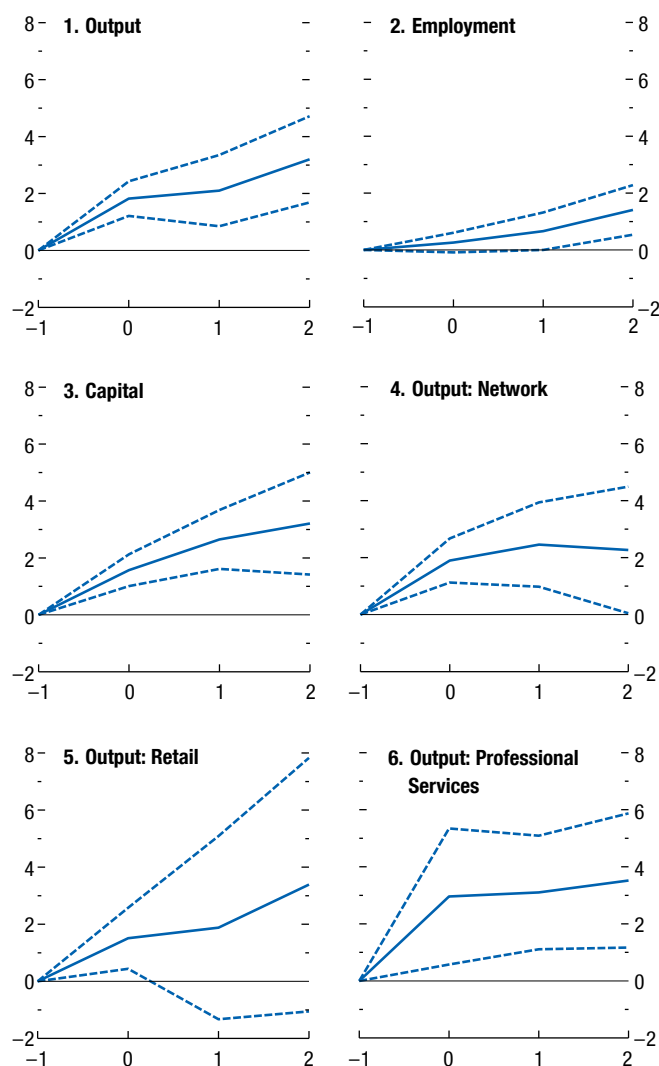 1. Output
8
6
4
2
0
–2
–1 0 1 2
2. Employment
8
6
4
2
0
–2
–1 0 1 2
3. Capital
8
6
4
2
0
–2
–1 0 1 2
4. Output: Network
8
6
4
2
0
–2
–1 0 1 2
5. Output: Retail
8
6
4
2
0
–2
–1 0 1 2
6. Output: Professional
Services
8
6
4
2
0
–2
–1 0 1 2